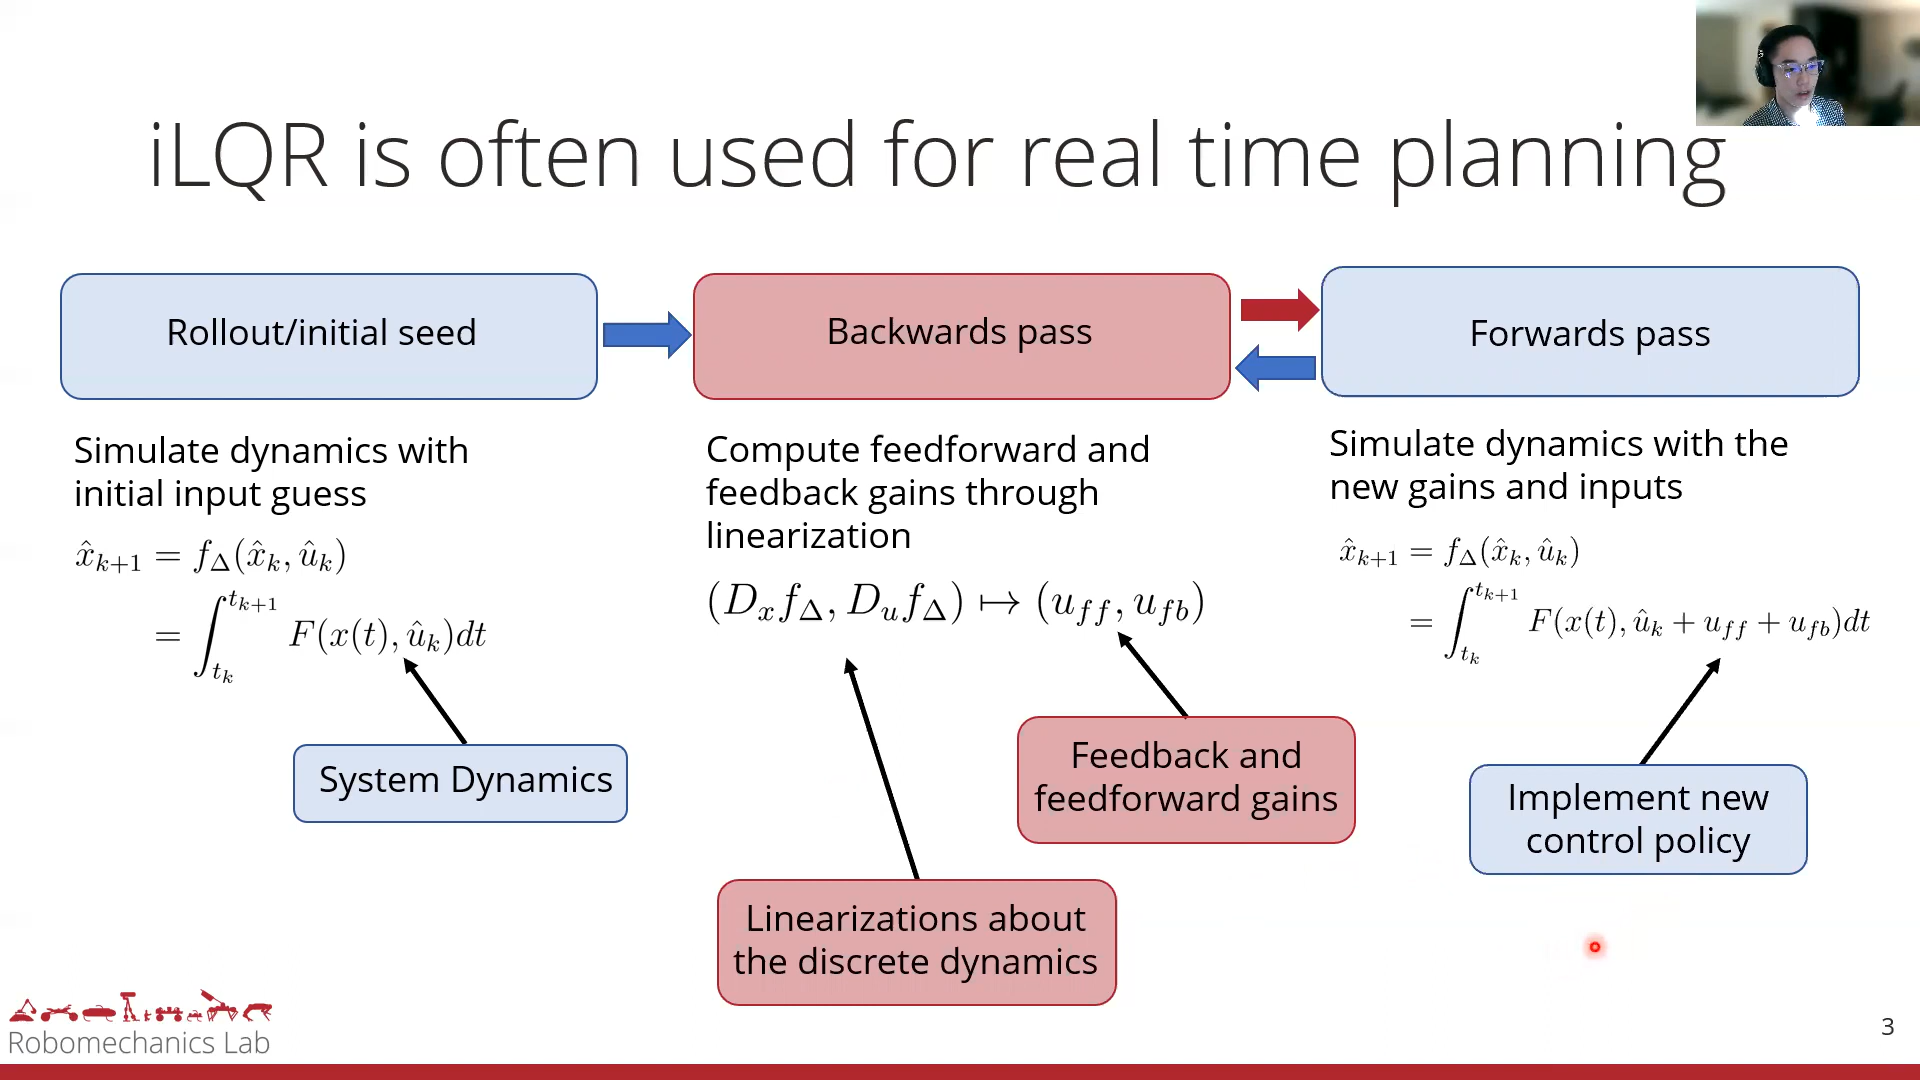 iLQR is often used for real time planning
Rollout/initial seed
Backwards pass
Forwards pass
Simulate dynamics with
initial input guess
x̂_{k+1} = f_Δ(x̂_k, û_k)
= ∫_{t_k}^{t_{k+1}} F(x(t), û_k)dt
System Dynamics
Compute feedforward and
feedback gains through
linearization
(D_x f_Δ, D_u f_Δ) ↦ (u_{ff}, u_{fb})
Feedback and
feedforward gains
Linearizations about
the discrete dynamics
Simulate dynamics with the
new gains and inputs
x̂_{k+1} = f_Δ(x̂_k, û_k)
= ∫_{t_k}^{t_{k+1}} F(x(t), û_k + u_{ff} + u_{fb})dt
Implement new
control policy
Robomechanics Lab
3